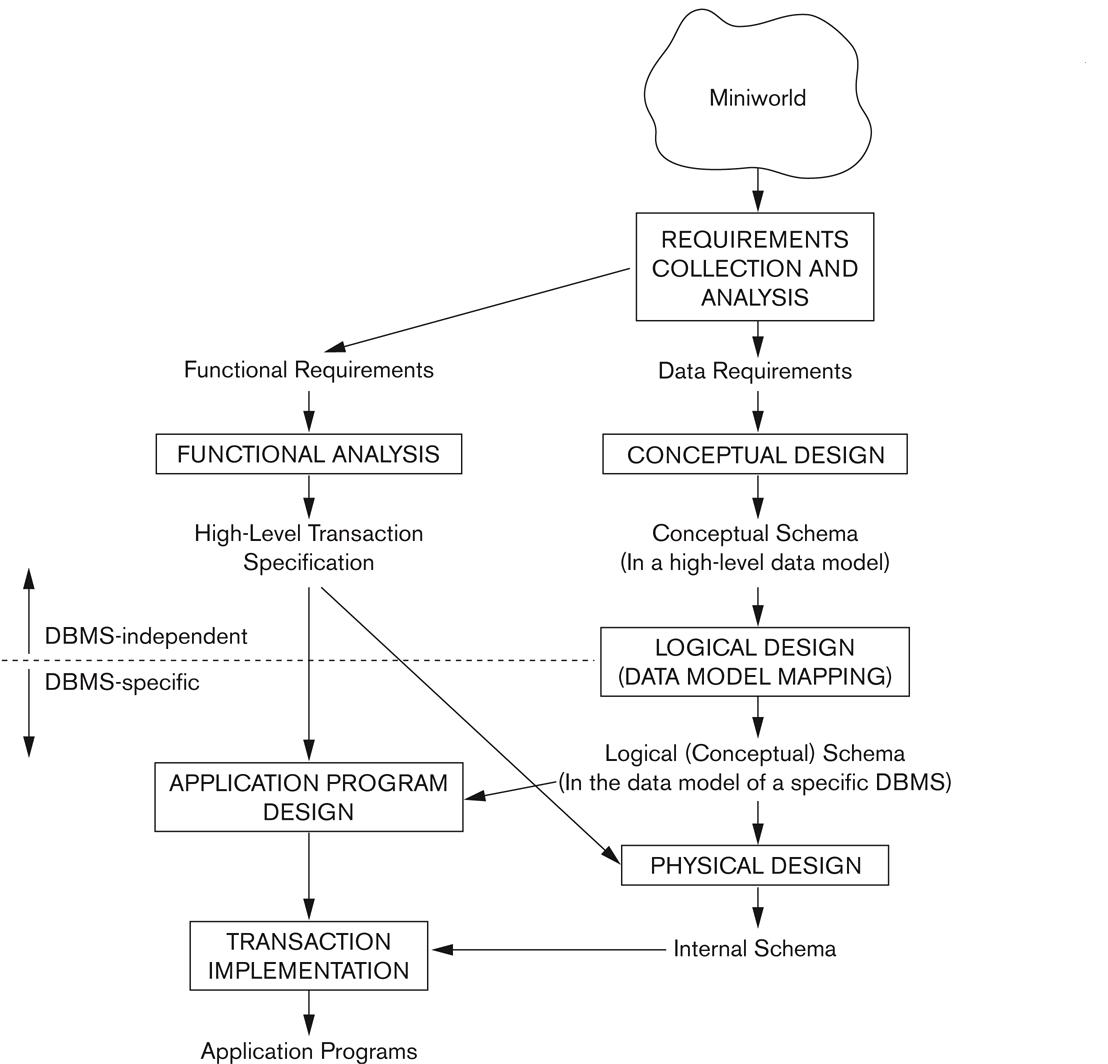 Miniworld
REQUIREMENTS
COLLECTION AND
ANALYSIS
Functional Requirements
Data Requirements
FUNCTIONAL ANALYSIS
CONCEPTUAL DESIGN
High-Level Transaction
Specification
Conceptual Schema
(In a high-level data model)
DBMS-independent
DBMS-specific
LOGICAL DESIGN
(DATA MODEL MAPPING)
Logical (Conceptual) Schema
(In the data model of a specific DBMS)
APPLICATION PROGRAM
DESIGN
PHYSICAL DESIGN
TRANSACTION
IMPLEMENTATION
Internal Schema
Application Programs